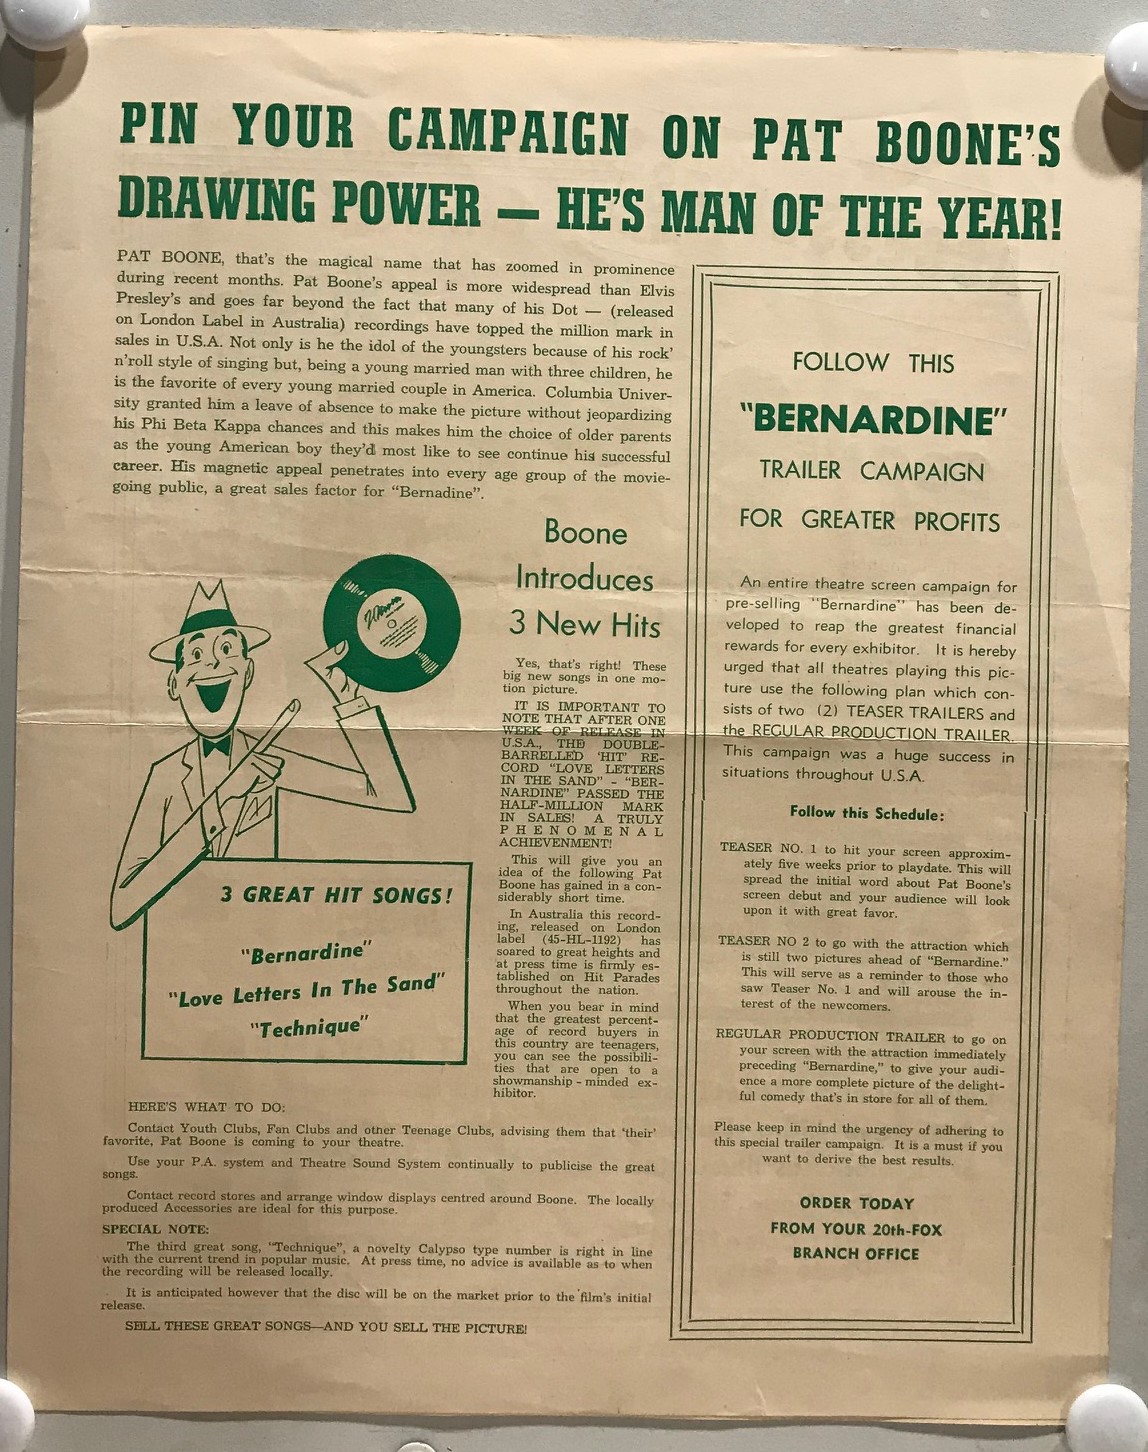 PIN YOUR CAMPAIGN ON PAT BOONE'S
DRAWING POWER — HE'S MAN OF THE YEAR!
PAT BOONE, that's the magical name that has zoomed in prominence
during recent months. Pat Boone's appeal is more widespread than Elvis
Presley's and goes far beyond the fact that many of his Dot — (released
on London Label in Australia) recordings have topped the million mark in
sales in U.S.A. Not only is he the idol of the youngsters because of his rock'
n'roll style of singing but, being a young married man with three children, he
is the favorite of every young married couple in America. Columbia Univer-
sity granted him a leave of absence to make the picture without jeopardizing
his Phi Beta Kappa chances and this makes him the choice of older parents
as the young American boy they'd most like to see continue his successful
career. His magnetic appeal penetrates into every age group of the movie-
going public, a great sales factor for "Bernadine".
Boone
Introduces
3 New Hits
Yes, that's right! These
big new songs in one mo-
tion picture.
IT IS IMPORTANT TO
NOTE THAT AFTER ONE
WEEK OF RELEASE IN
U.S.A., THE DOUBLE-
BARRELLED 'HIT' RE-
CORD "LOVE LETTERS
IN THE SAND" - "BER-
NARDINE" PASSED THE
HALF-MILLION MARK
IN SALES! A TRULY
PHENOMENAL
ACHIEVENMENT!
This will give you an
idea of the following Pat
Boone has gained in a con-
siderably short time.
In Australia this record-
ing, released on London
label (45-HL-1192) has
soared to great heights and
at press time is firmly es-
tablished on Hit Parades
throughout the nation.
When you bear in mind
that the greatest percent-
age of record buyers in
this country are teenagers,
you can see the possibili-
ties that are open to a
showmanship - minded ex-
hibitor.
3 GREAT HIT SONGS!
"Bernardine"
"Love Letters In The Sand"
"Technique"
HERE'S WHAT TO DO:
Contact Youth Clubs, Fan Clubs and other Teenage Clubs, advising them that 'their'
favorite, Pat Boone is coming to your theatre.
Use your P.A. system and Theatre Sound System continually to publicise the great
songs.
Contact record stores and arrange window displays centred around Boone. The locally
produced Accessories are ideal for this purpose.
SPECIAL NOTE:
The third great song, "Technique", a novelty Calypso type number is right in line
with the current trend in popular music. At press time, no advice is available as to when
the recording will be released locally.
It is anticipated however that the disc will be on the market prior to the film's initial
release.
SELL THESE GREAT SONGS—AND YOU SELL THE PICTURE!
FOLLOW THIS
"BERNARDINE"
TRAILER CAMPAIGN
FOR GREATER PROFITS
An entire theatre screen campaign for
pre-selling "Bernardine" has been de-
veloped to reap the greatest financial
rewards for every exhibitor. It is hereby
urged that all theatres playing this pic-
ture use the following plan which con-
sists of two (2) TEASER TRAILERS and
the REGULAR PRODUCTION TRAILER.
This campaign was a huge success in
situations throughout U.S.A.
Follow this Schedule:
TEASER NO. 1 to hit your screen approxim-
ately five weeks prior to playdate. This will
spread the initial word about Pat Boone's
screen debut and your audience will look
upon it with great favor.
TEASER NO 2 to go with the attraction which
is still two pictures ahead of "Bernardine."
This will serve as a reminder to those who
saw Teaser No. 1 and will arouse the in-
terest of the newcomers.
REGULAR PRODUCTION TRAILER to go on
your screen with the attraction immediately
preceding "Bernardine," to give your audi-
ence a more complete picture of the delight-
ful comedy that's in store for all of them.
Please keep in mind the urgency of adhering to
this special trailer campaign. It is a must if you
want to derive the best results.
ORDER TODAY
FROM YOUR 20th-FOX
BRANCH OFFICE